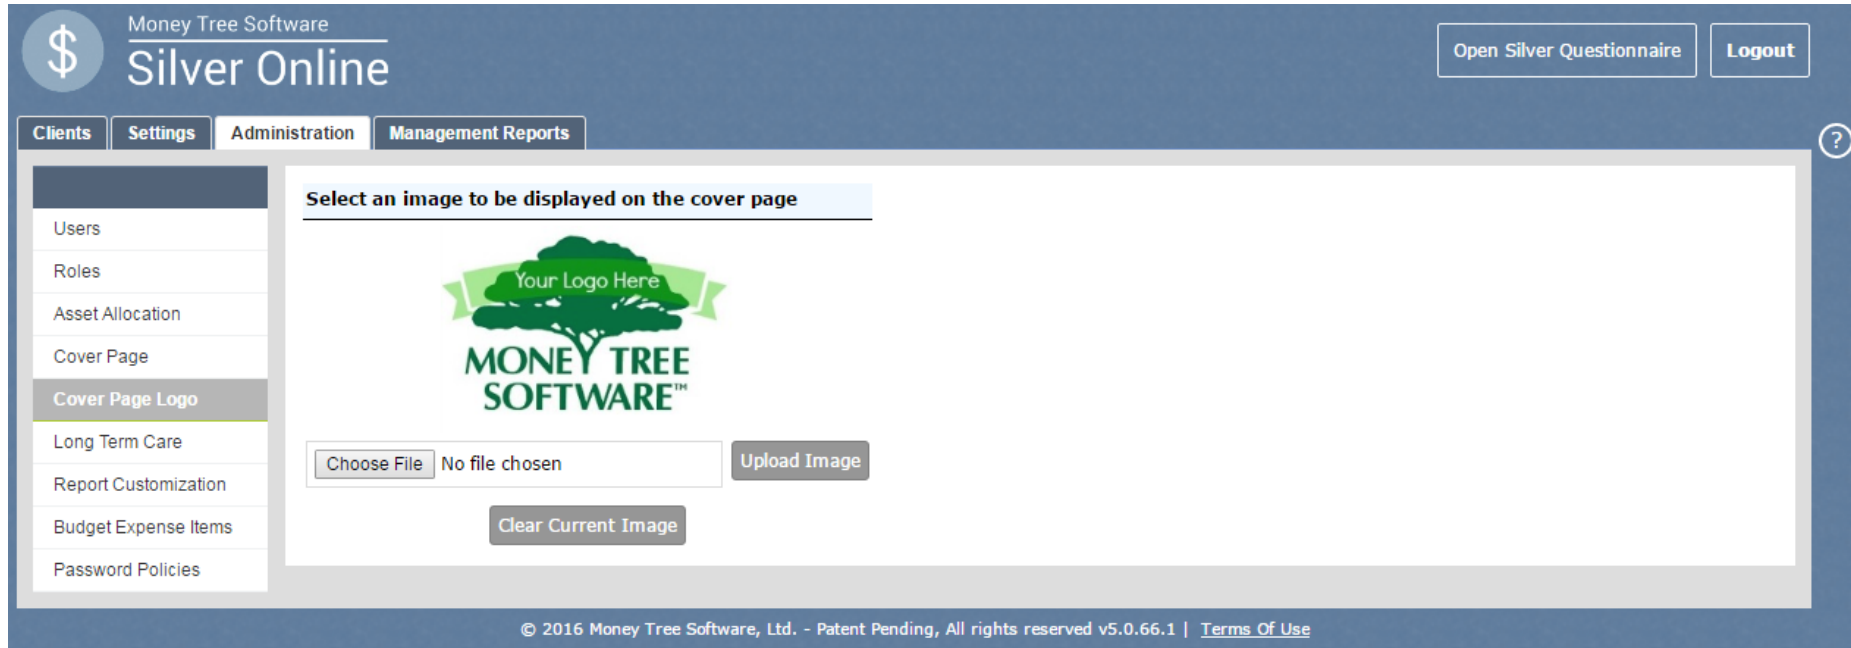 $
Money Tree Software
Silver Online
Open Silver Questionnaire
Logout
Clients
Settings
Administration
Management Reports
?
Users
Roles
Asset Allocation
Cover Page
Cover Page Logo
Long Term Care
Report Customization
Budget Expense Items
Password Policies
Select an image to be displayed on the cover page
Your Logo Here
MONEY TREE
SOFTWARE™
Choose File No file chosen
Upload Image
Clear Current Image
© 2016 Money Tree Software, Ltd. - Patent Pending, All rights reserved v5.0.66.1 | Terms Of Use